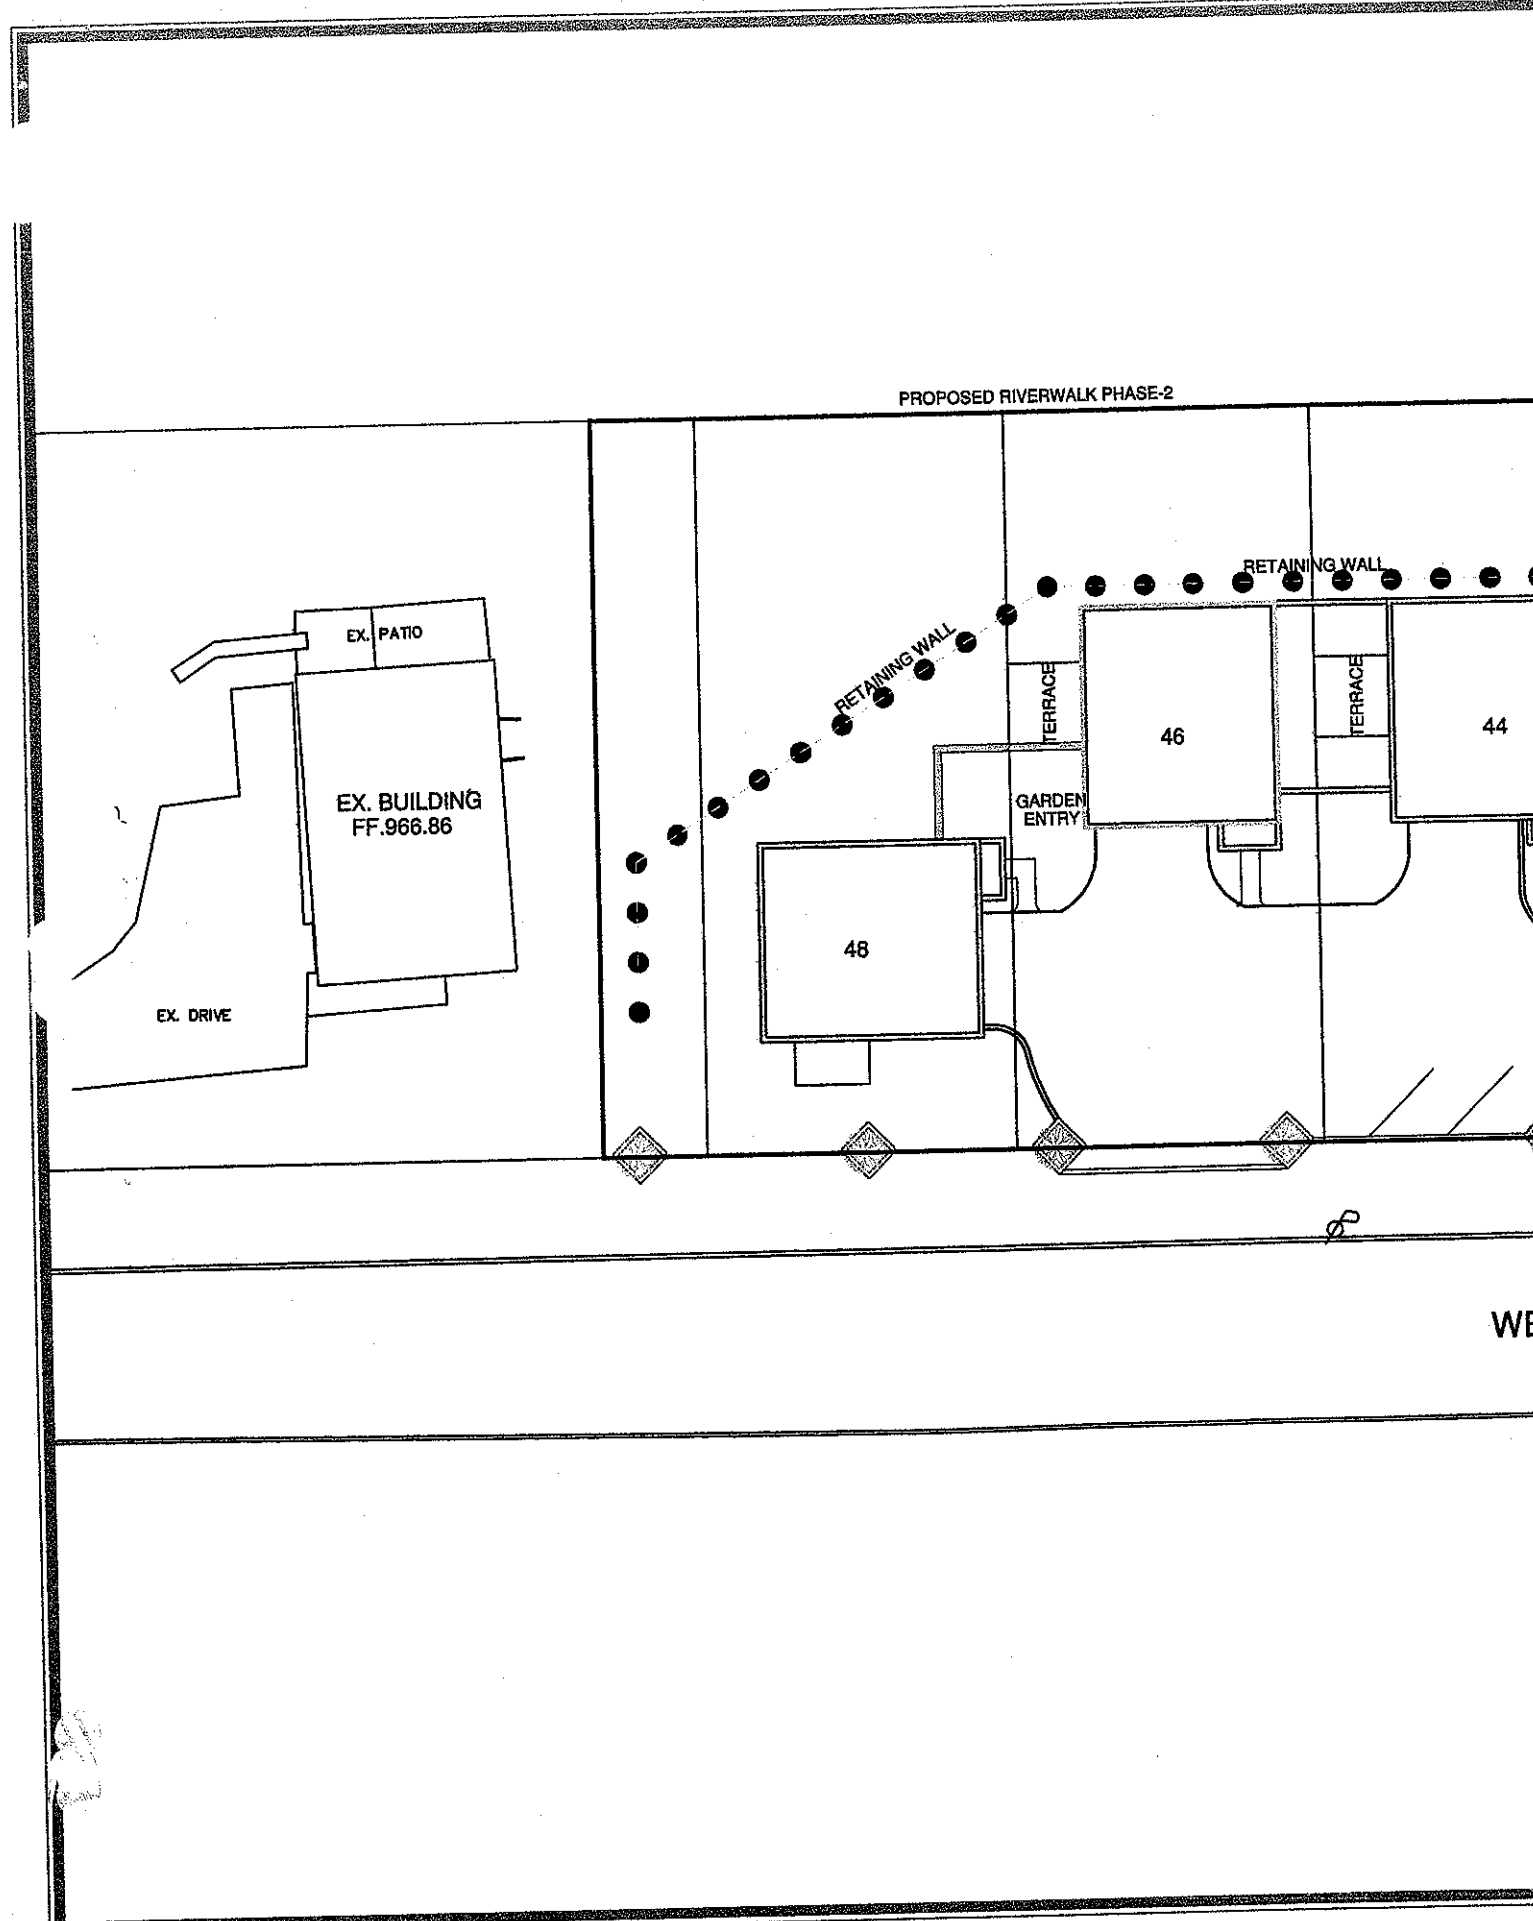 PROPOSED RIVERWALK PHASE-2
RETAINING WALL
EX. PATIO
RETAINING WALL
TERRACE
TERRACE
46
44
EX. BUILDING
FF.966.86
GARDEN
ENTRY
48
EX. DRIVE
WE